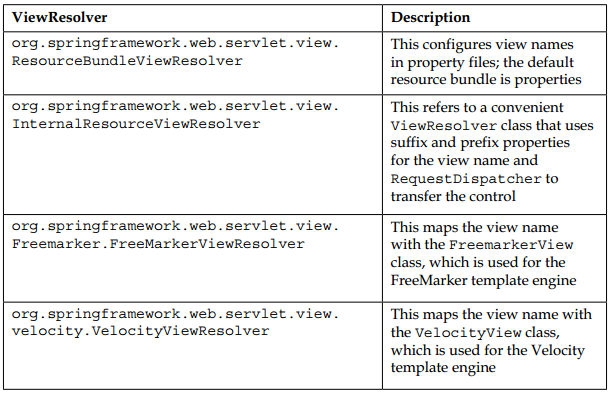 ViewResolver Description
org.springframework.web.servlet.view.
ResourceBundleViewResolver
This configures view names
in property files; the default
resource bundle is properties
org.springframework.web.servlet.view.
InternalResourceViewResolver
This refers to a convenient
ViewResolver class that uses
suffix and prefix properties
for the view name and
RequestDispatcher to
transfer the control
org.springframework.web.servlet.view.
Freemarker.FreeMarkerViewResolver
This maps the view name
with the FreemarkerView
class, which is used for the
FreeMarker template engine
org.springframework.web.servlet.view.
velocity.VelocityViewResolver
This maps the view name with
the VelocityView class,
which is used for the Velocity
template engine